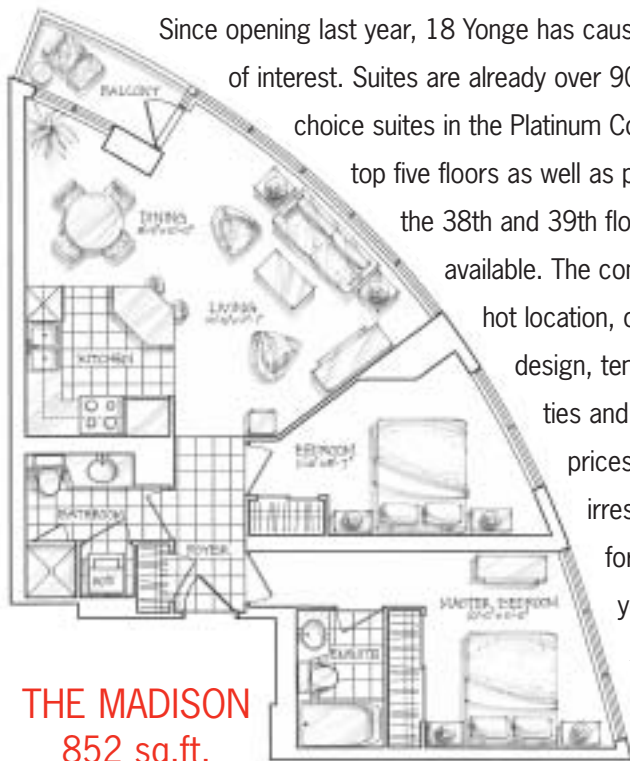 Since opening last year, 18 Yonge has caus
of interest. Suites are already over 90
choice suites in the Platinum Co
top five floors as well as p
the 38th and 39th flo
available. The cor
hot location, c
design, ter
ties and
prices
irres
for
y
BALCONY
DINING
LIVING
KITCHEN
BEDROOM
BATHROOM
FOYER
MASTER BEDROOM
ENSUITE
THE MADISON
852 sq.ft.